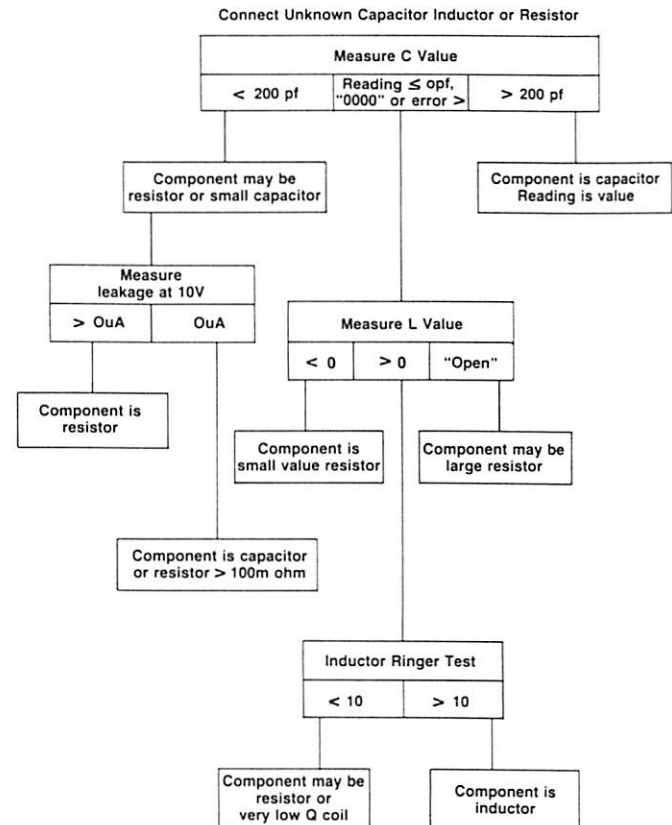 Connect Unknown Capacitor Inductor or Resistor
Measure C Value
< 200 pf
Reading ≤ opf,
"0000" or error >
> 200 pf
Component may be
resistor or small capacitor
Component is capacitor
Reading is value
Measure
leakage at 10V
> OuA
OuA
Measure L Value
< 0
> 0
"Open"
Component is
resistor
Component is
small value resistor
Component may be
large resistor
Component is capacitor
or resistor > 100m ohm
Inductor Ringer Test
< 10
> 10
Component may be
resistor or
very low Q coil
Component is
inductor